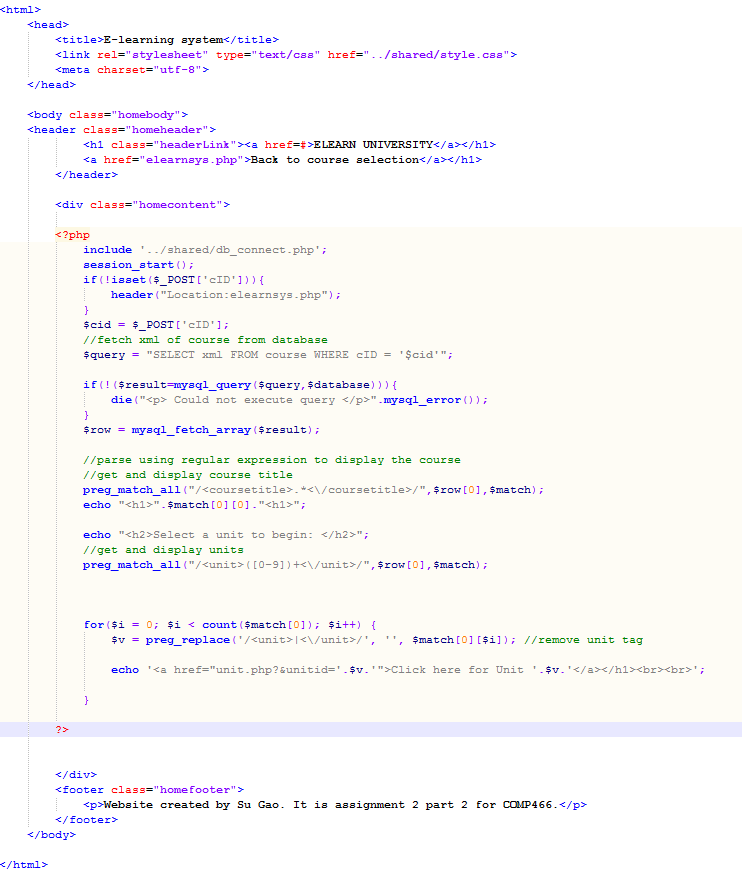 <html>
<head>
<title>E-learning system</title>
<link rel="stylesheet" type="text/css" href="../shared/style.css">
<meta charset="utf-8">
</head>
<body class="homebody">
<header class="homeheader">
<h1 class="headerLink"><a href=#>ELEARN UNIVERSITY</a></h1>
<a href="elearnsys.php">Back to course selection</a></h1>
</header>
<div class="homecontent">
<?php
include '../shared/db_connect.php';
session_start();
if(!isset($_POST['cID'])){
header("Location:elearnsys.php");
}
$cid = $_POST['cID'];
//fetch xml of course from database
$query = "SELECT xml FROM course WHERE cID = '$cid'";
if(!($result=mysql_query($query,$database))){
die("<p> Could not execute query </p>".mysql_error());
}
$row = mysql_fetch_array($result);
//parse using regular expression to display the course
//get and display course title
preg_match_all("/<coursetitle>.*<\/coursetitle>/",$row[0],$match);
echo "<h1>".$match[0][0]."<h1>";
echo "<h2>Select a unit to begin: </h2>";
//get and display units
preg_match_all("/<unit>([0-9])+<\/unit>/",$row[0],$match);
for($i = 0; $i < count($match[0]); $i++) {
$v = preg_replace('/<unit>|<\/unit>/', '', $match[0][$i]); //remove unit tag
echo '<a href="unit.php?&unitid='.$v.'">Click here for Unit '.$v.'</a></h1><br><br>';
}
?>
</div>
<footer class="homefooter">
<p>Website created by Su Gao. It is assignment 2 part 2 for COMP466.</p>
</footer>
</body>
</html>